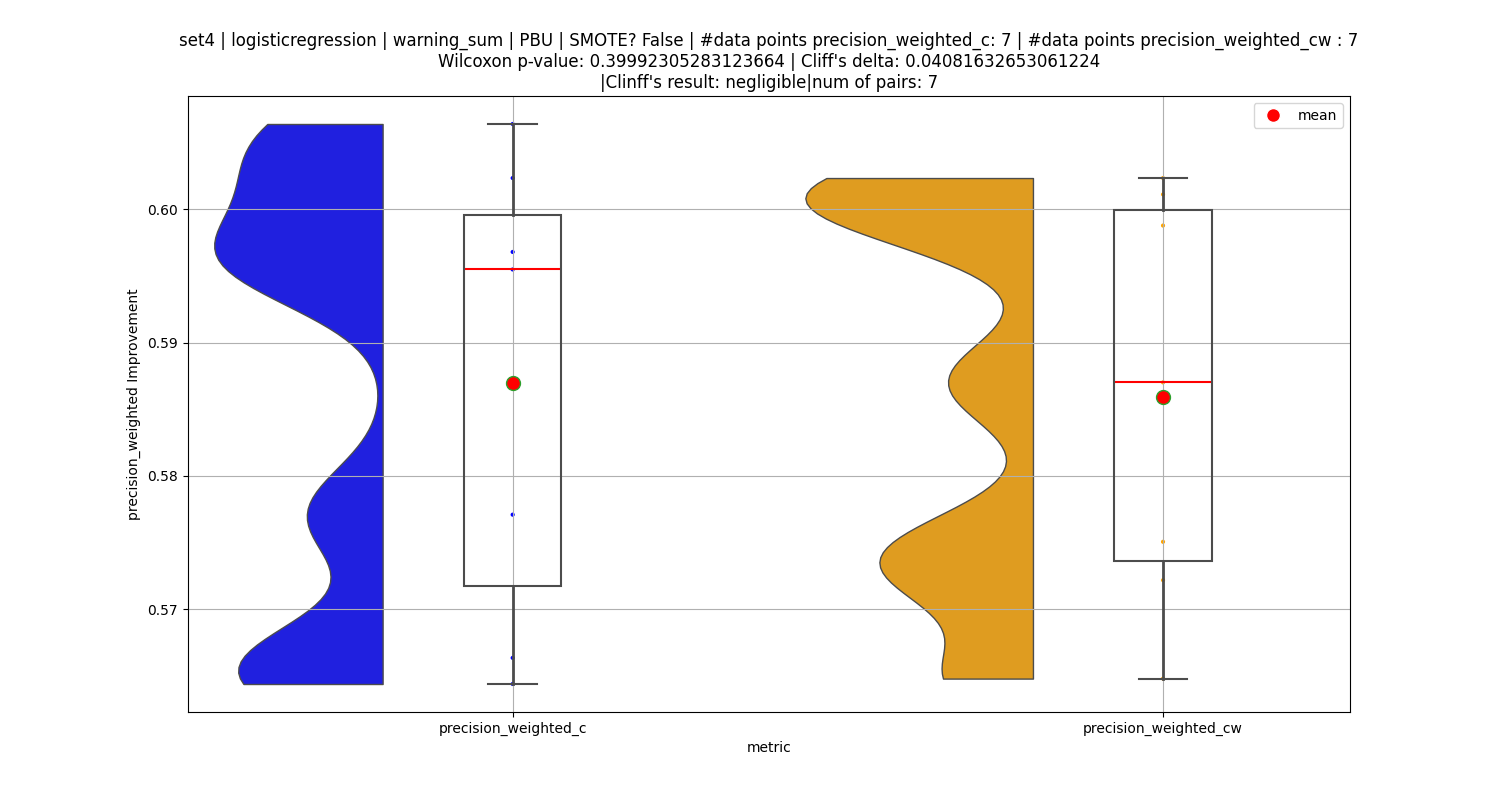 set4 | logisticregression | warning_sum | PBU | SMOTE? False | #data points precision_weighted_c: 7 | #data points precision_weighted_cw : 7
Wilcoxon p-value: 0.39992305283123664 | Cliff's delta: 0.04081632653061224
|Clinff's result: negligible|num of pairs: 7
mean
0.60
0.59
0.58
0.57
precision_weighted Improvement
precision_weighted_c
precision_weighted_cw
metric